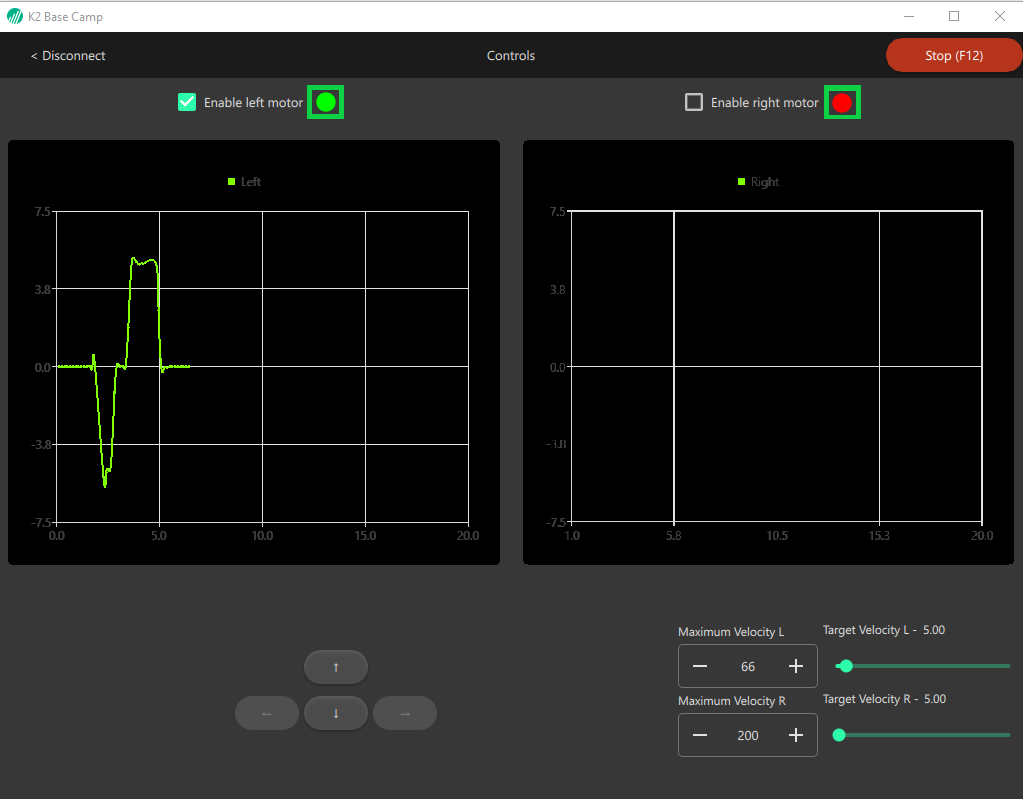 K2 Base Camp
< Disconnect
Controls
Stop (F12)
Enable left motor
Enable right motor
Left
7.5
3.8
0.0
-3.8
-7.5
0.0 5.0 10.0 15.0 20.0
Right
7.5
3.8
0.0
-3.8
-7.5
1.0 5.8 10.5 15.3 20.0
↑
← ↓ →
Maximum Velocity L
Target Velocity L - 5.00
− 66 +
Maximum Velocity R
Target Velocity R - 5.00
− 200 +